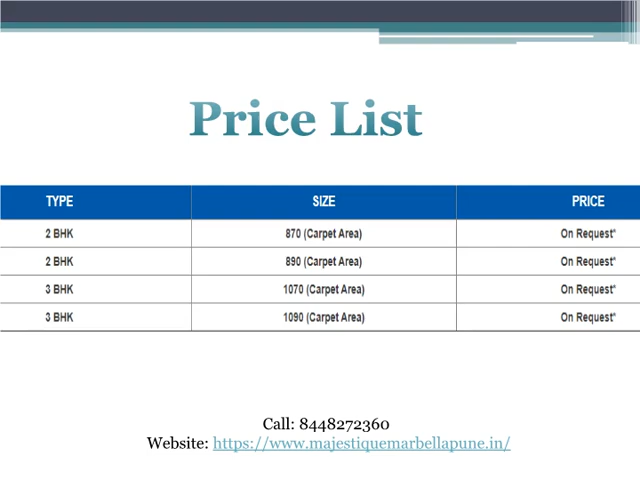 Price List
TYPE SIZE PRICE
2 BHK 870 (Carpet Area) On Request*
2 BHK 890 (Carpet Area) On Request*
3 BHK 1070 (Carpet Area) On Request*
3 BHK 1090 (Carpet Area) On Request*
Call: 8448272360
Website: https://www.majestiquemarbellapune.in/